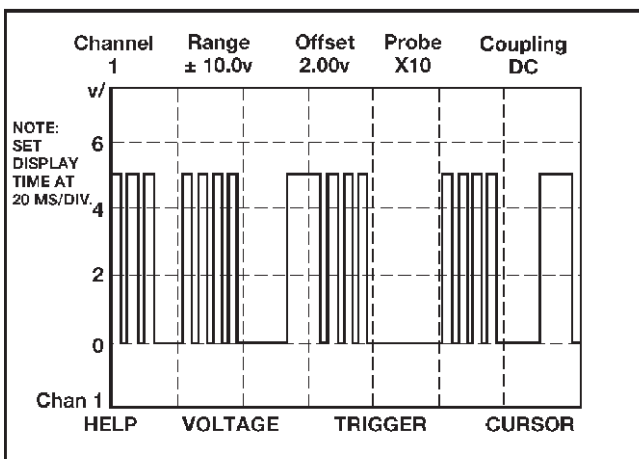 Channel Range Offset Probe Coupling
1 ± 10.0v 2.00v X10 DC
v/
NOTE:
SET
DISPLAY
TIME AT
20 MS/DIV.
6
4
2
0
Chan 1
HELP VOLTAGE TRIGGER CURSOR